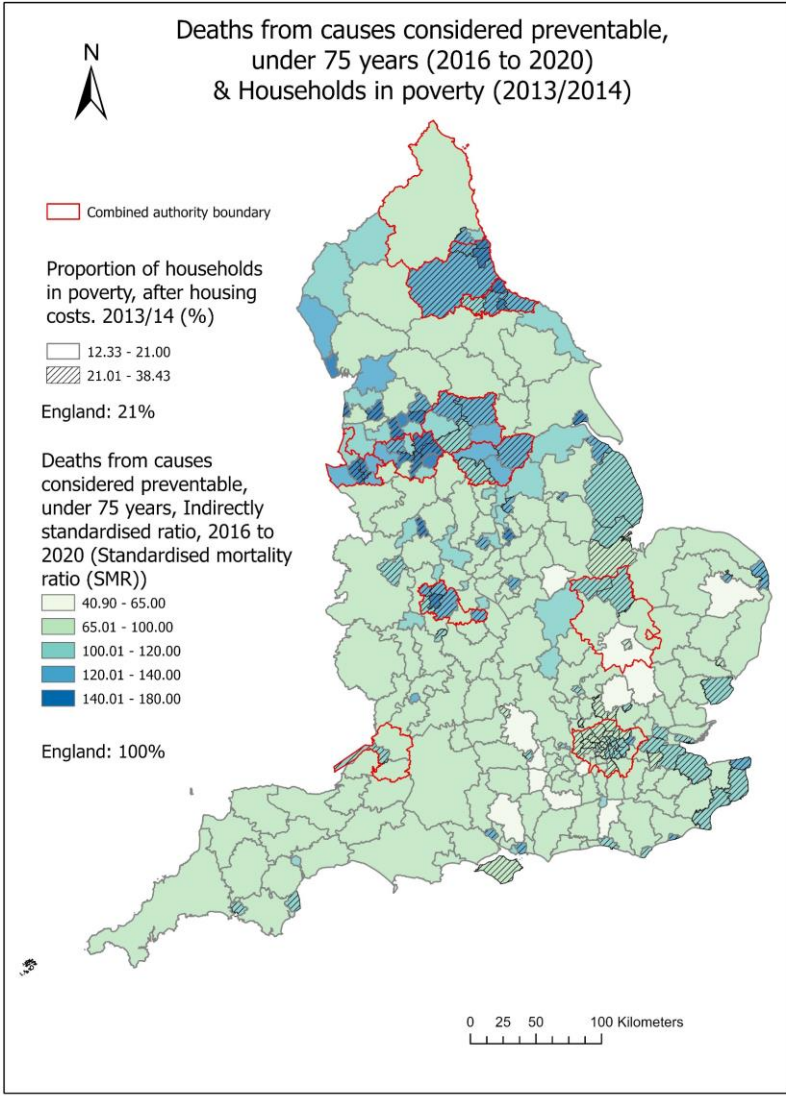 Deaths from causes considered preventable,
under 75 years (2016 to 2020)
& Households in poverty (2013/2014)
N
Combined authority boundary
Proportion of households
in poverty, after housing
costs. 2013/14 (%)
12.33 - 21.00
21.01 - 38.43
England: 21%
Deaths from causes
considered preventable,
under 75 years, Indirectly
standardised ratio, 2016 to
2020 (Standardised mortality
ratio (SMR))
40.90 - 65.00
65.01 - 100.00
100.01 - 120.00
120.01 - 140.00
140.01 - 180.00
England: 100%
0 25 50 100 Kilometers